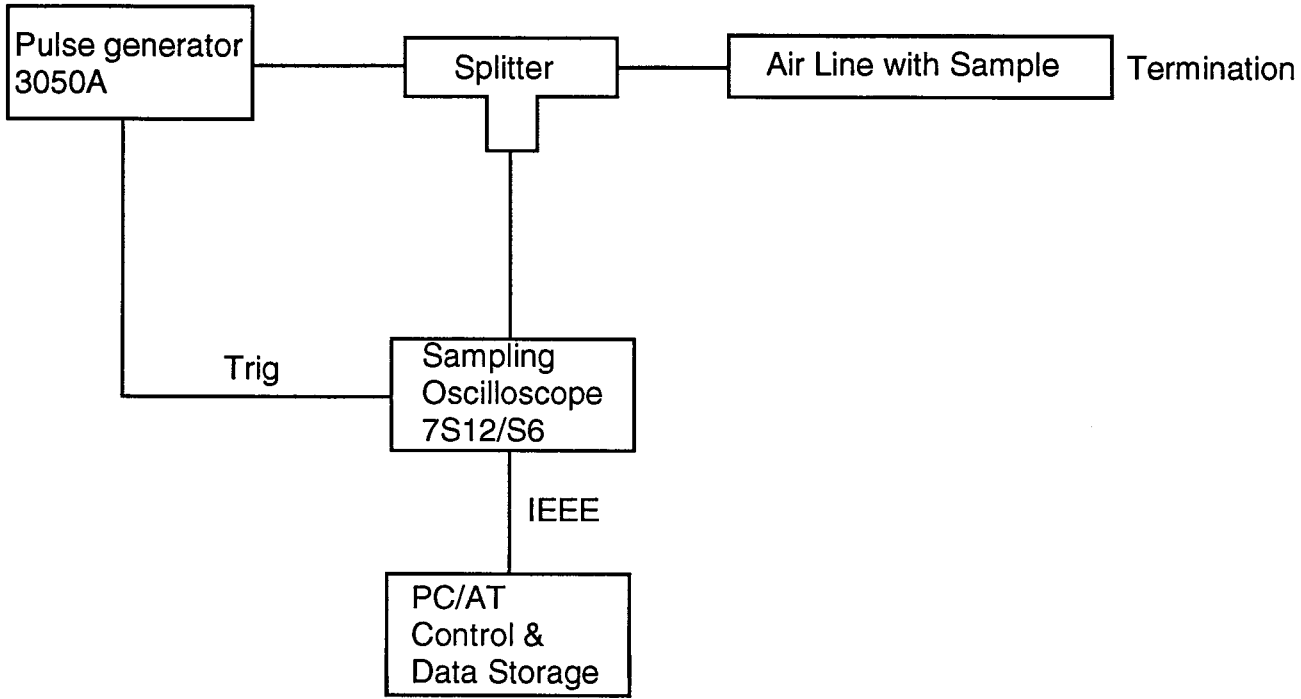 Pulse generator
3050A
Splitter
Air Line with Sample
Termination
Trig
Sampling
Oscilloscope
7S12/S6
IEEE
PC/AT
Control &
Data Storage